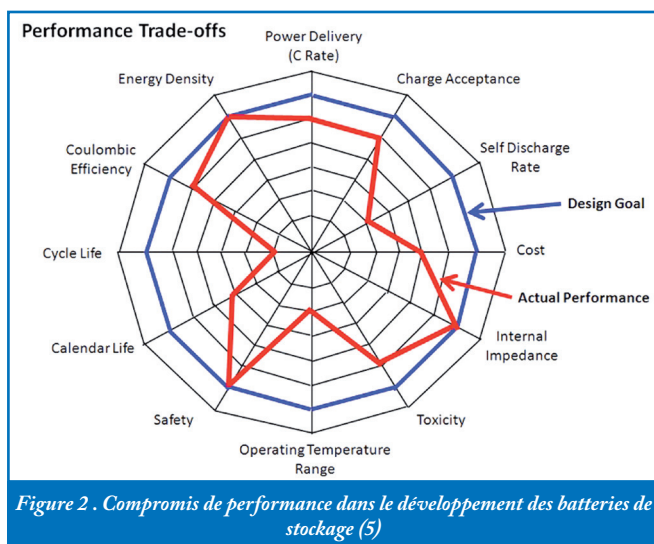 Performance Trade-offs
Power Delivery
(C Rate)
Energy Density
Charge Acceptance
Coulombic
Efficiency
Self Discharge
Rate
Design Goal
Cycle Life
Cost
Actual Performance
Calendar Life
Internal
Impedance
Safety
Toxicity
Operating Temperature
Range
Figure 2 . Compromis de performance dans le développement des batteries de
stockage (5)